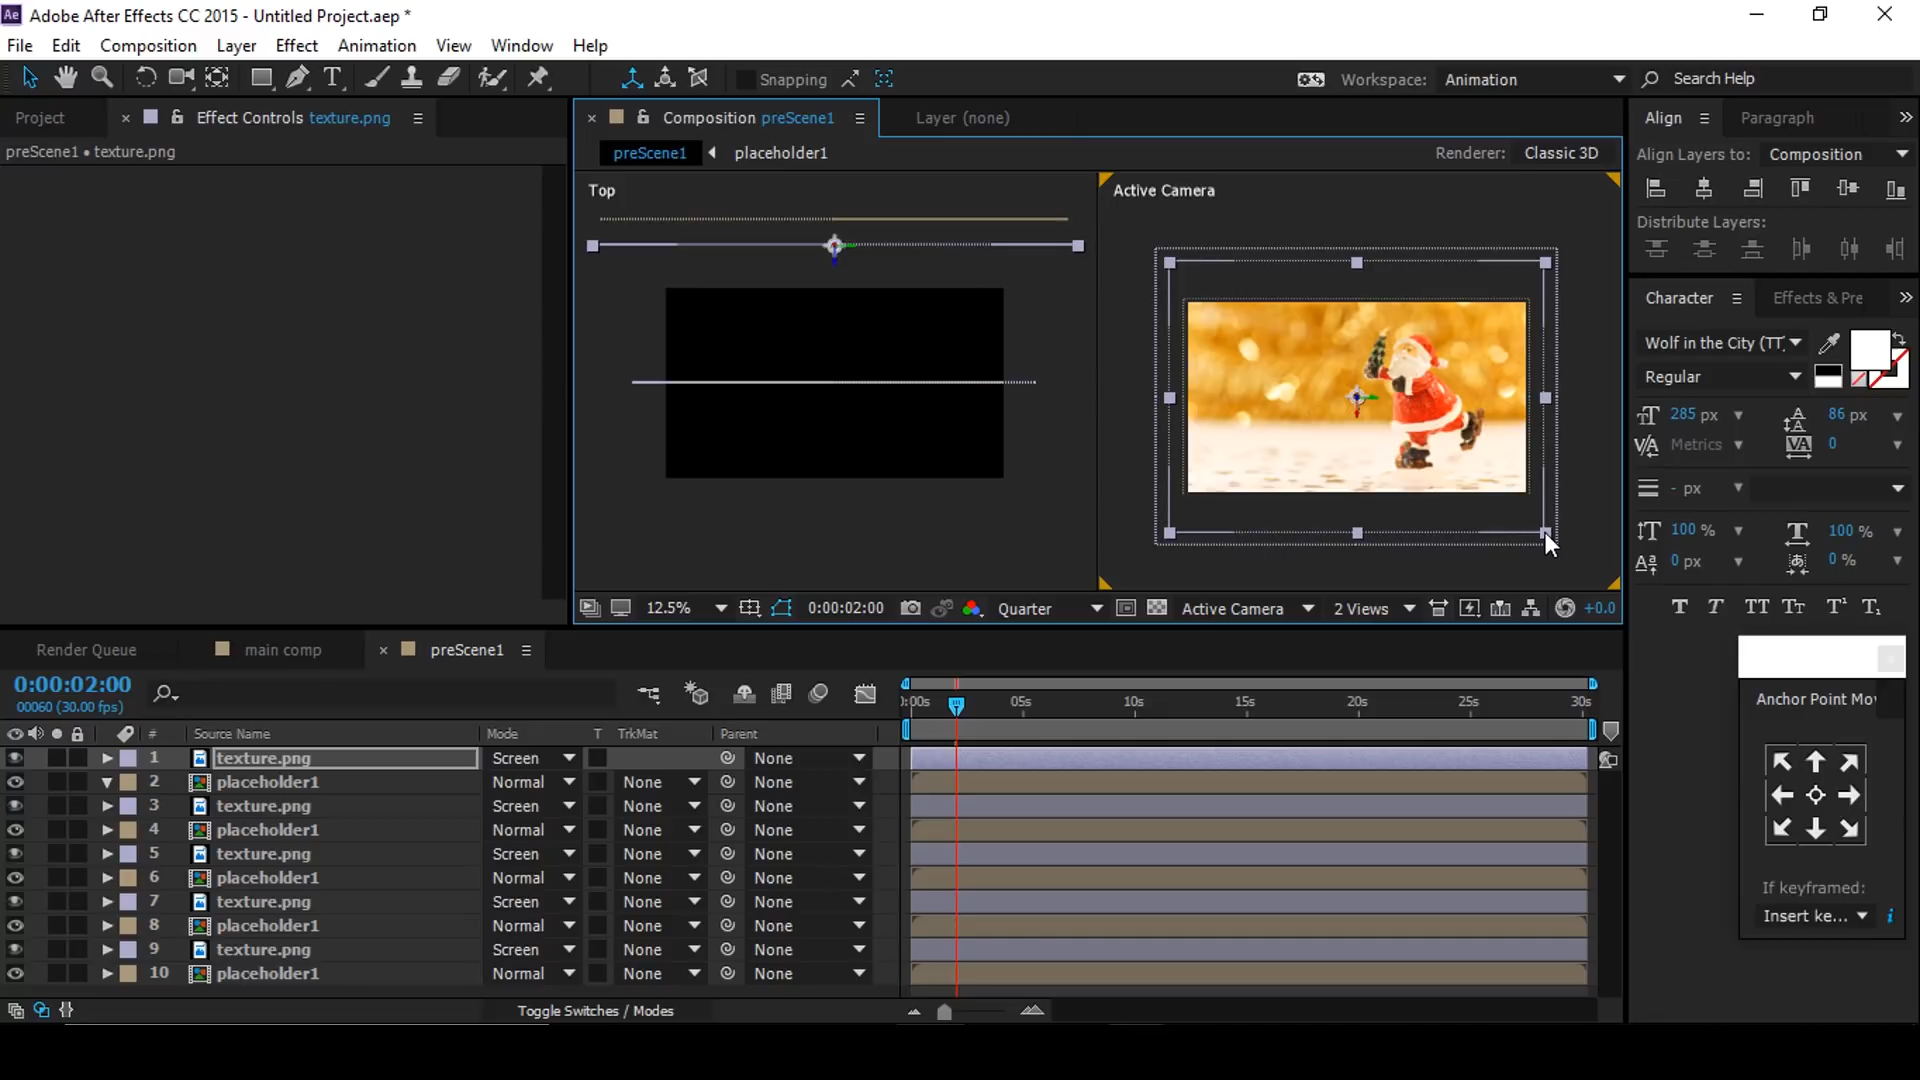 Ae Adobe After Effects CC 2015 - Untitled Project.aep *
File Edit Composition Layer Effect Animation View Window Help
T Snapping Workspace: Animation Search Help
Project × Effect Controls texture.png
preScene1 • texture.png
× Composition preScene1 Layer (none)
preScene1 placeholder1 Renderer: Classic 3D
Top
Active Camera
12.5% 0:00:02:00 Quarter Active Camera 2 Views +0.0
Align Paragraph »
Align Layers to: Composition
Distribute Layers:
Character Effects & Pre »
Wolf in the City (TT)
Regular
285 px 86 px
Metrics 0
- px
100 % 100 %
0 px 0 %
T T TT Tt T¹ T₁
Anchor Point Mo
If keyframed:
Insert ke... i
Render Queue main comp × preScene1
0:00:02:00
00060 (30.00 fps)
):00s 05s 10s 15s 20s 25s 30s
# Source Name Mode T TrkMat Parent
1 texture.png Screen None
2 placeholder1 Normal None None
3 texture.png Screen None None
4 placeholder1 Normal None None
5 texture.png Screen None None
6 placeholder1 Normal None None
7 texture.png Screen None None
8 placeholder1 Normal None None
9 texture.png Screen None None
10 placeholder1 Normal None None
Toggle Switches / Modes